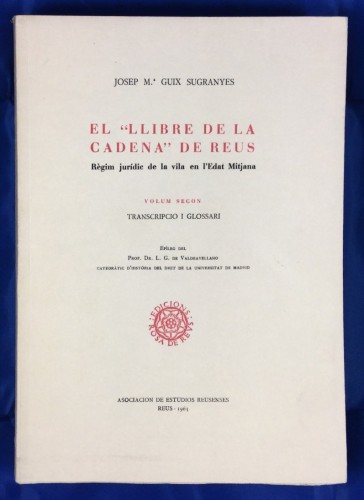 JOSEP M.ª GUIX SUGRANYES
EL "LLIBRE DE LA
CADENA" DE REUS
Règim jurídic de la vila en l'Edat Mitjana
VOLUM SEGON
TRANSCRIPCIO I GLOSSARI
Epíleg del
Prof. Dr. L. G. de Valdeavellano
CATEDRÀTIC D'HISTÒRIA DEL DRET DE LA UNIVERSITAT DE MADRID
EDICIONS
ROSA DE REUS
ASOCIACION DE ESTUDIOS REUSENSES
REUS - 1963